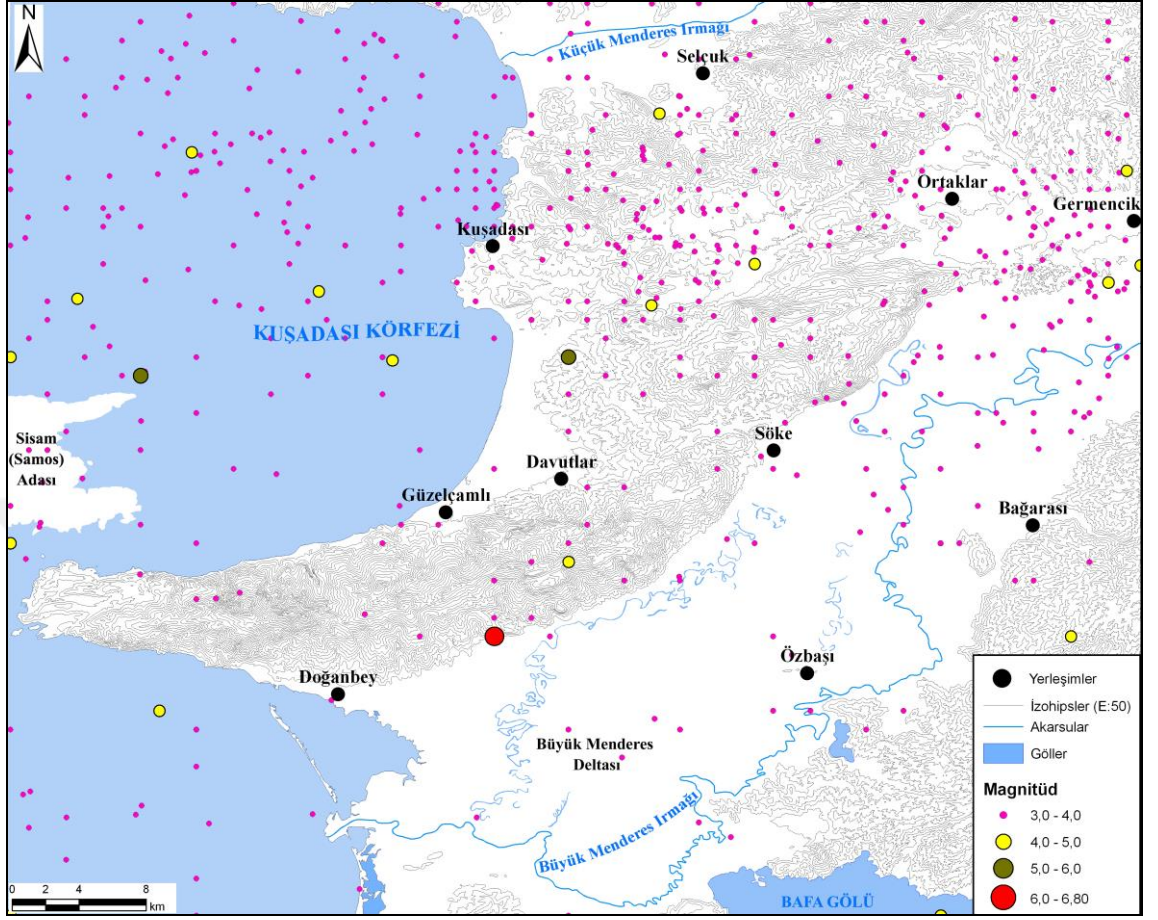 N
Küçük Menderes Irmağı
Selçuk
Ortaklar
Germencik
Kuşadası
KUŞADASI KÖRFEZİ
Sisam
(Samos)
Adası
Söke
Davutlar
Güzelçamlı
Bağarası
Özbaşı
Doğanbey
Büyük Menderes
Deltası
Büyük Menderes Irmağı
BAFA GÖLÜ
Yerleşimler
İzohipsler (E:50)
Akarsular
Göller
Magnitüd
3,0 - 4,0
4,0 - 5,0
5,0 - 6,0
6,0 - 6,80
0 2 4 8
km